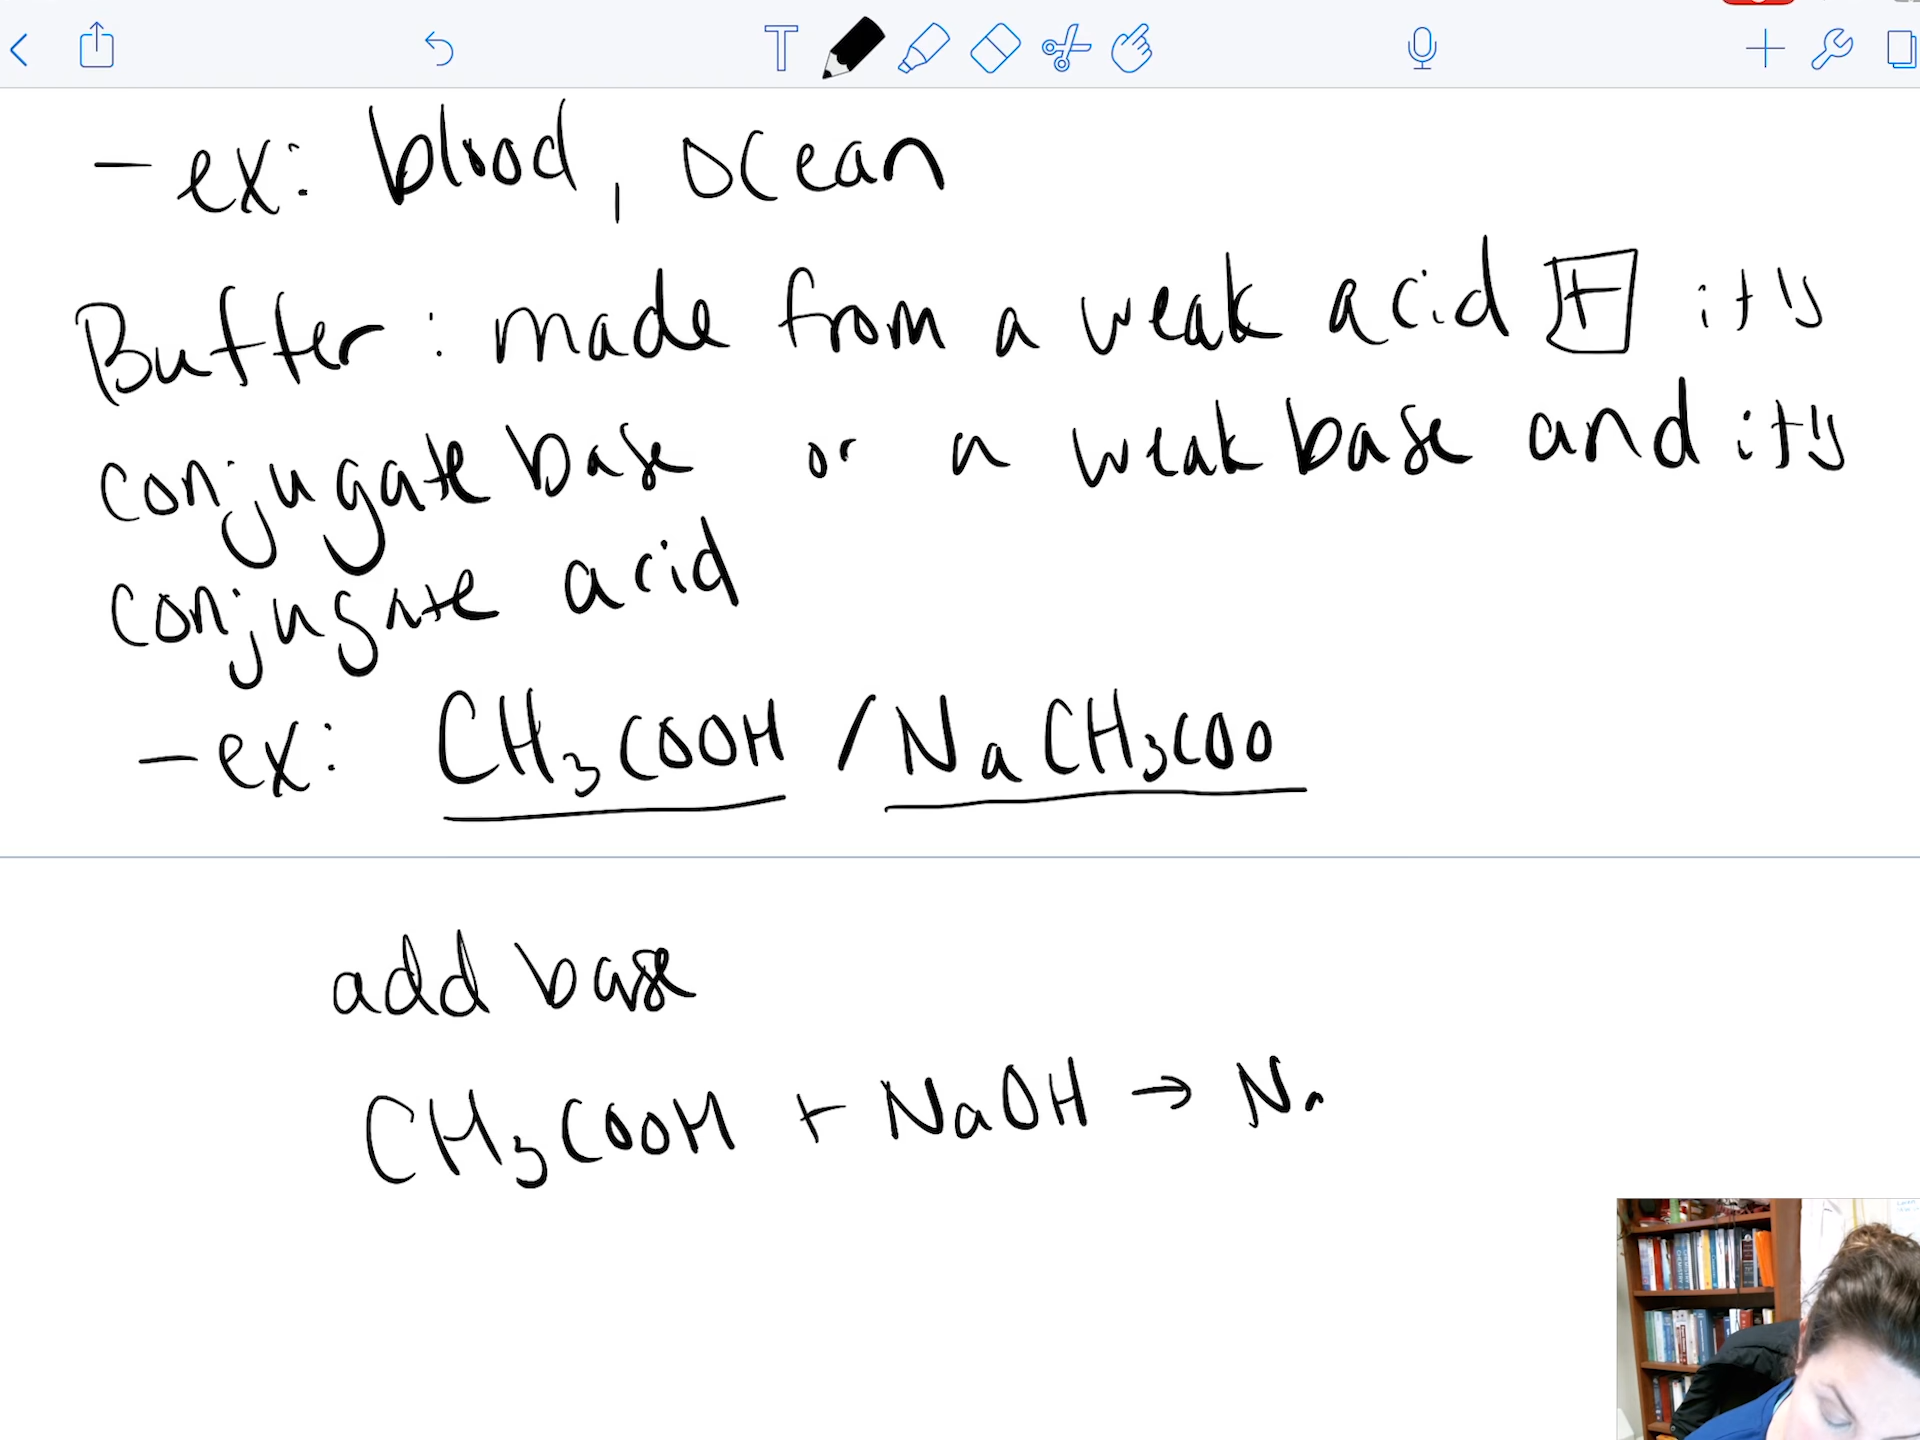 - ex: blood, ocean
Buffer: made from a weak acid + it's
conjugate base or a weak base and it's
conjugate acid
- ex: CH₃COOH / NaCH₃COO
add base
CH₃COOH + NaOH → Na